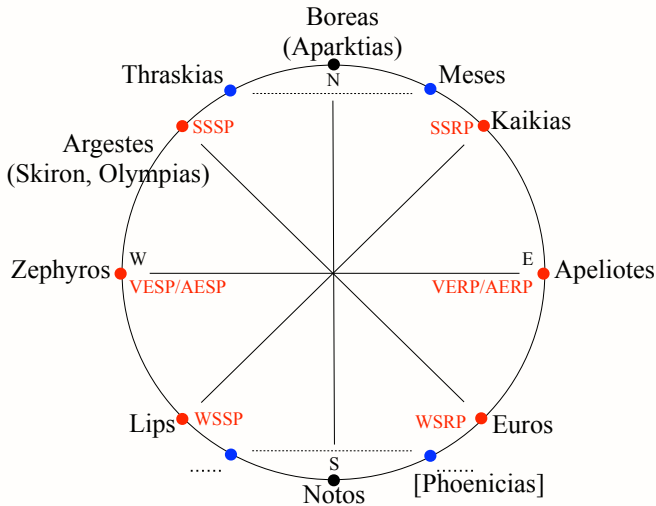 Boreas
(Aparktias)
N
Thraskias
Meses
SSSP
SSRP
Kaikias
Argestes
(Skiron, Olympias)
W
E
Zephyros
Apeliotes
VESP/AESP
VERP/AERP
Lips
WSSP
WSRP
Euros
S
......
.......
[Phoenicias]
Notos